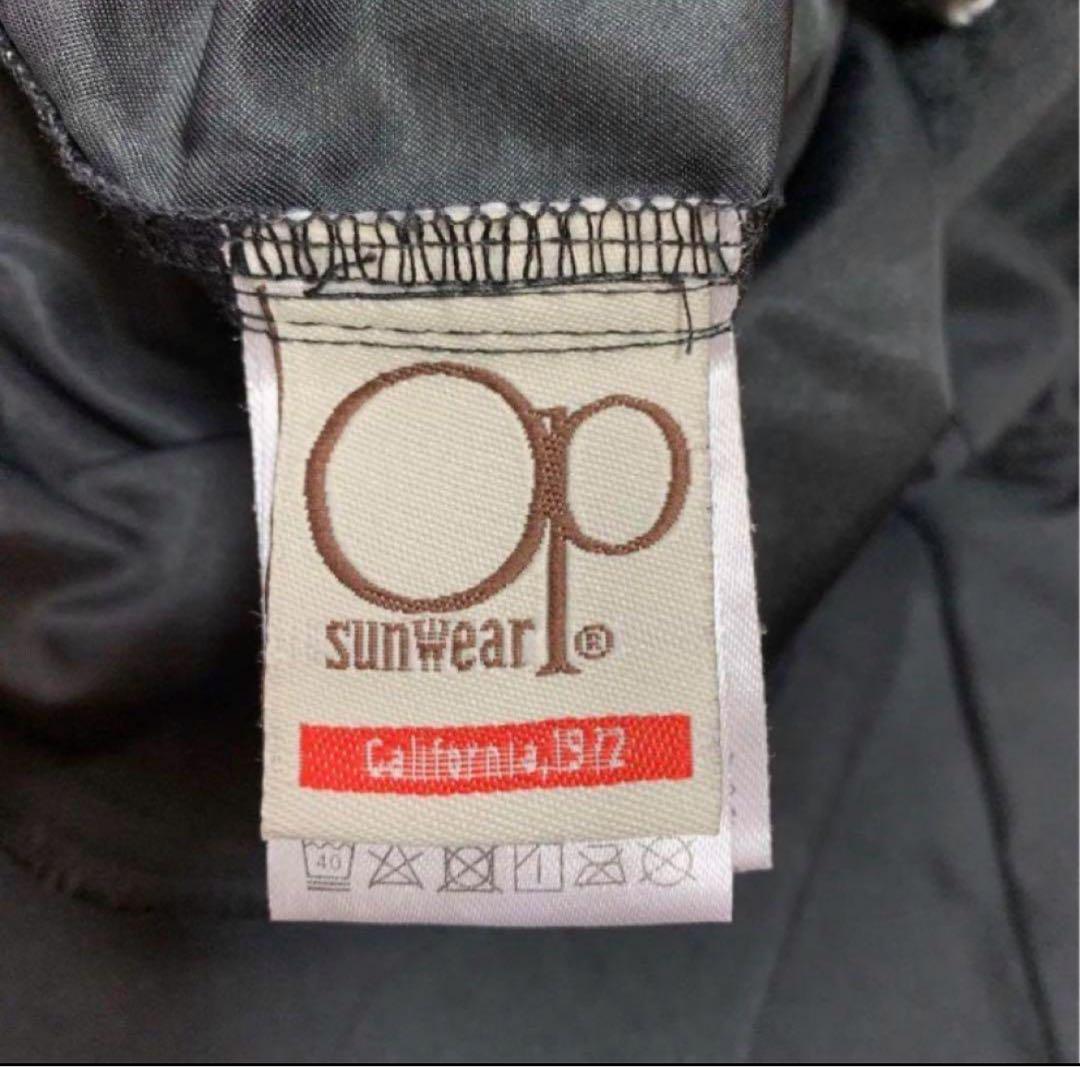 Op
sunwear ®
California, 1972
40